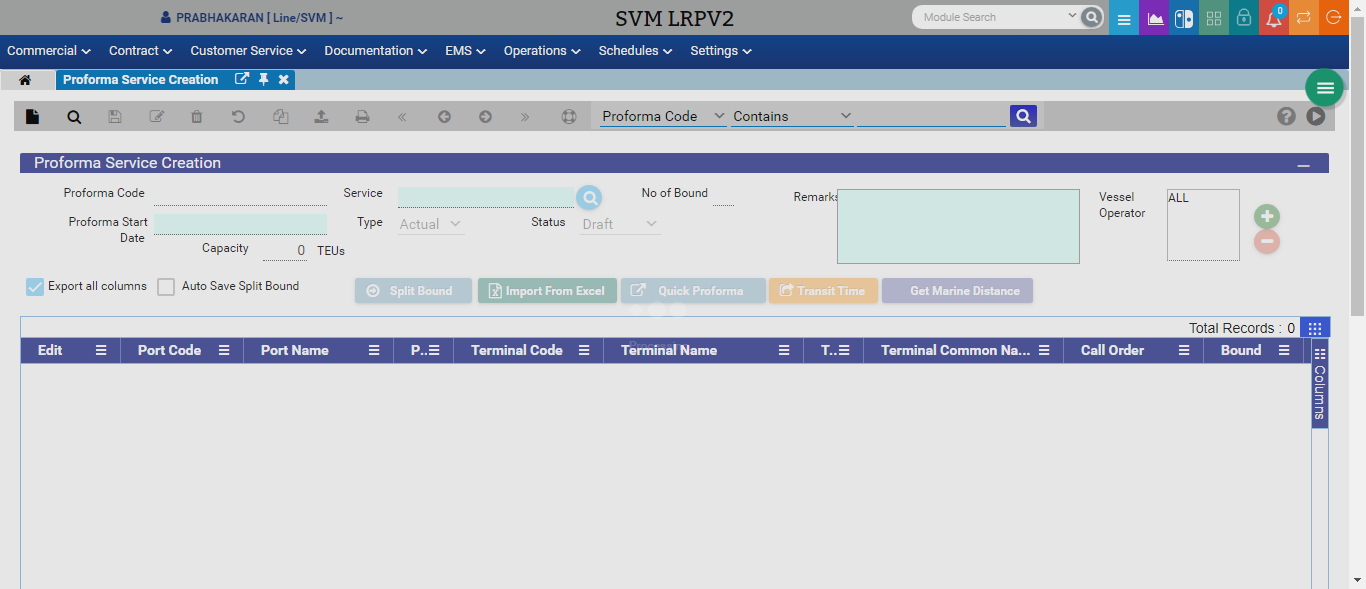 PRABHAKARAN [ Line/SVM ] ~
SVM LRPV2
Module Search
0
Commercial Contract Customer Service Documentation EMS Operations Schedules Settings
Proforma Service Creation
Proforma Code Contains
Proforma Service Creation
Proforma Code Service No of Bound Remarks Vessel Operator ALL
Proforma Start Date Type Actual Status Draft
Capacity 0 TEUs
Export all columns Auto Save Split Bound Split Bound Import From Excel Quick Proforma Transit Time Get Marine Distance
Total Records : 0
Edit Port Code Port Name P.. Terminal Code Terminal Name T.. Terminal Common Na... Call Order Bound
Columns